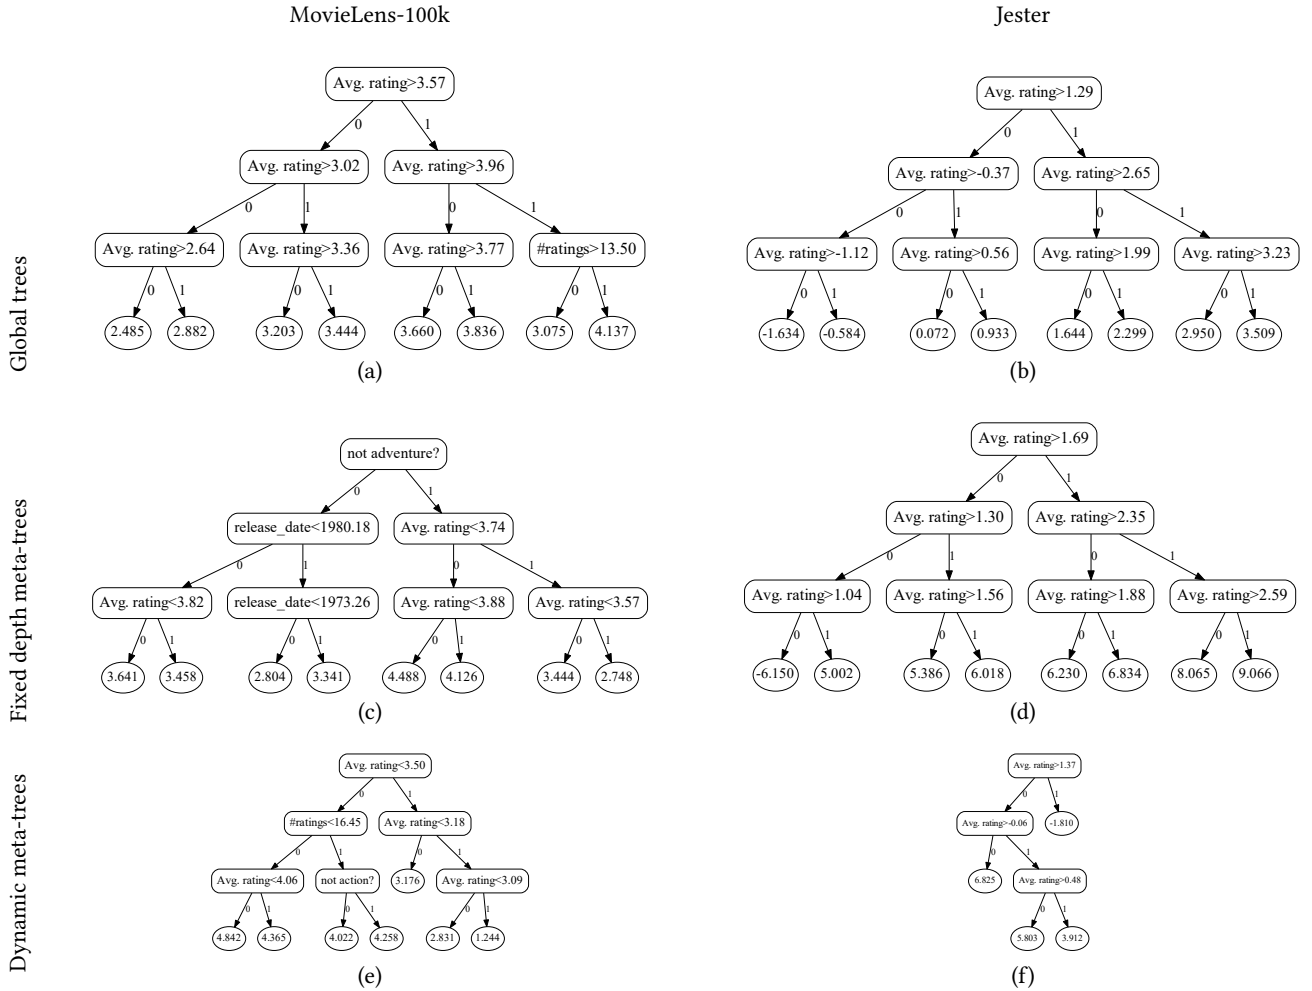 MovieLens-100k
Jester
Global trees
Avg. rating>3.57
0 1
Avg. rating>3.02 Avg. rating>3.96
0 1 0 1
Avg. rating>2.64 Avg. rating>3.36 Avg. rating>3.77 #ratings>13.50
0 1 0 1 0 1 0 1
2.485 2.882 3.203 3.444 3.660 3.836 3.075 4.137
(a)
Avg. rating>1.29
0 1
Avg. rating>-0.37 Avg. rating>2.65
0 1 0 1
Avg. rating>-1.12 Avg. rating>0.56 Avg. rating>1.99 Avg. rating>3.23
0 1 0 1 0 1 0 1
-1.634 -0.584 0.072 0.933 1.644 2.299 2.950 3.509
(b)
Fixed depth meta-trees
not adventure?
0 1
release_date<1980.18 Avg. rating<3.74
0 1 0 1
Avg. rating<3.82 release_date<1973.26 Avg. rating<3.88 Avg. rating<3.57
0 1 0 1 0 1 0 1
3.641 3.458 2.804 3.341 4.488 4.126 3.444 2.748
(c)
Avg. rating>1.69
0 1
Avg. rating>1.30 Avg. rating>2.35
0 1 0 1
Avg. rating>1.04 Avg. rating>1.56 Avg. rating>1.88 Avg. rating>2.59
0 1 0 1 0 1 0 1
-6.150 5.002 5.386 6.018 6.230 6.834 8.065 9.066
(d)
Dynamic meta-trees
Avg. rating<3.50
0 1
#ratings<16.45 Avg. rating<3.18
0 1 0 1
Avg. rating<4.06 not action? 3.176 Avg. rating<3.09
0 1 0 1 0 1
4.842 4.365 4.022 4.258 2.831 1.244
(e)
Avg. rating>1.37
0 1
Avg. rating>-0.06 -1.810
0 1
6.825 Avg. rating>0.48
0 1
5.803 3.912
(f)